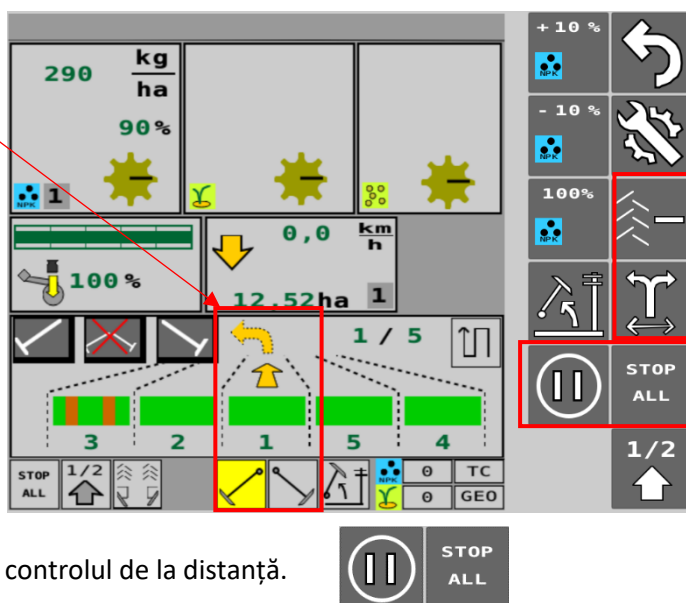 290 kg
ha
90%
NPK 1
100%
0,0 km
h
12,52ha 1
1 / 5
3 2 1 5 4
STOP
ALL
1/2
NPK 0 TC
0 GEO
+10 %
NPK
-10 %
NPK
100%
NPK
STOP
ALL
1/2
controlul de la distanță.
STOP
ALL